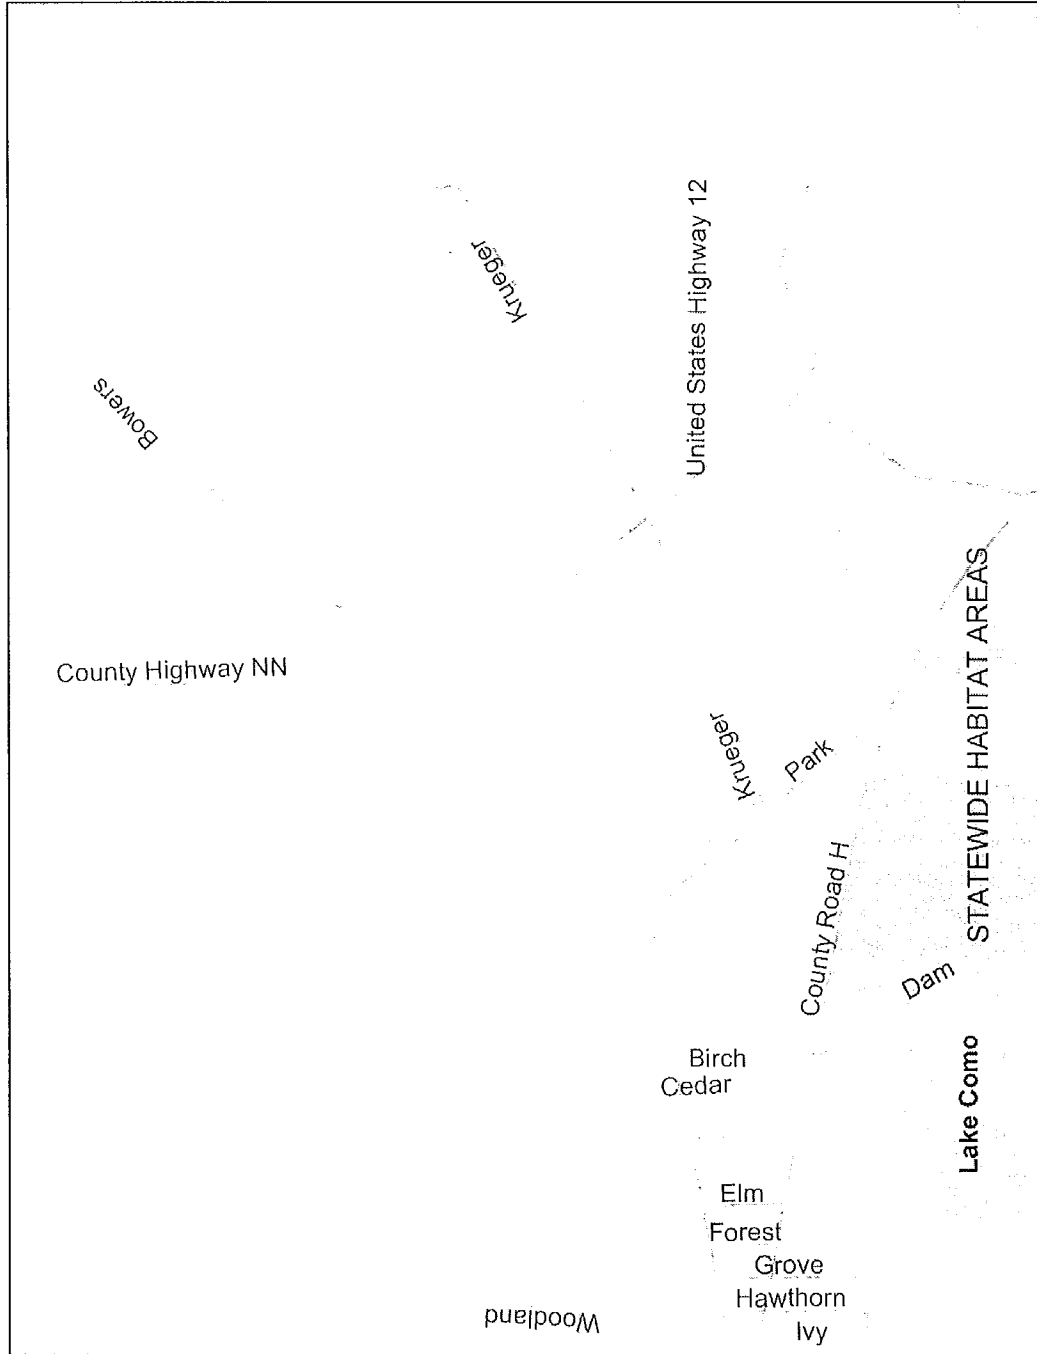 United States Highway 12
Krueger
Bowers
County Highway NN
STATEWIDE HABITAT AREAS
Krueger
Park
County Road H
Dam
Lake Como
Birch
Cedar
Elm
Forest
Grove
Hawthorn
Ivy
Woodland